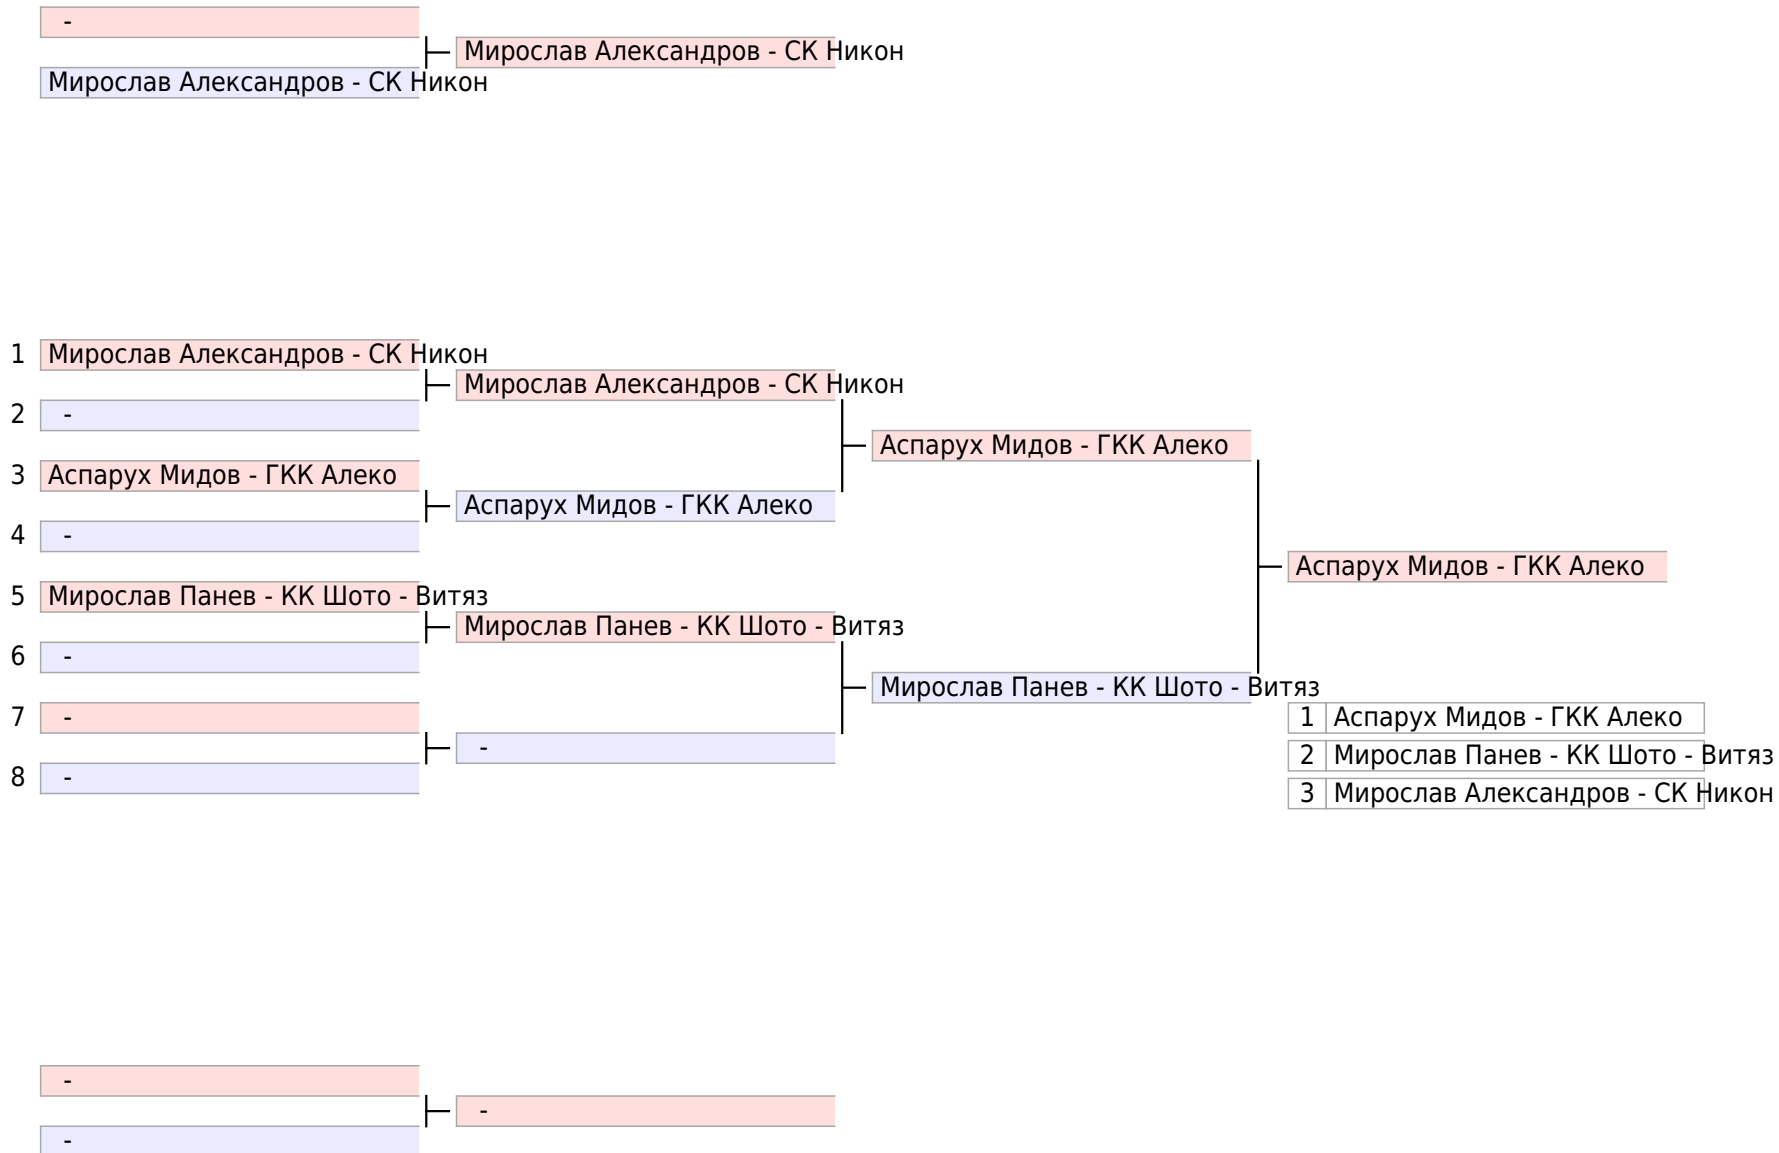 -
Мирослав Александров - СК Никон
Мирослав Александров - СК Никон
1 Мирослав Александров - СК Никон
Мирослав Александров - СК Никон
2 -
Аспарух Мидов - ГКК Алеко
3 Аспарух Мидов - ГКК Алеко
Аспарух Мидов - ГКК Алеко
4 -
Аспарух Мидов - ГКК Алеко
5 Мирослав Панев - КК Шото - Витяз
Мирослав Панев - КК Шото - Витяз
6 -
Мирослав Панев - КК Шото - Витяз
7 -
1 Аспарух Мидов - ГКК Алеко
-
2 Мирослав Панев - КК Шото - Витяз
8 -
3 Мирослав Александров - СК Никон
-
-
-